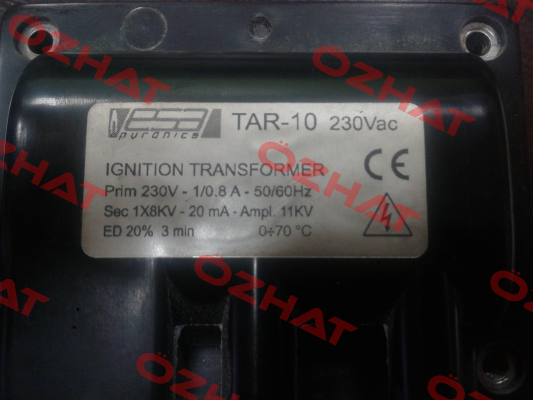 esa
pyronics
TAR-10 230Vac
IGNITION TRANSFORMER
CE
Prim 230V - 1/0.8 A - 50/60Hz
Sec 1X8KV - 20 mA - Ampl. 11KV
ED 20% 3 min 0÷70 °C
OZHAT
OZHAT
OZHAT
OZHAT
OZHAT
OZHAT
OZHAT
OZHAT